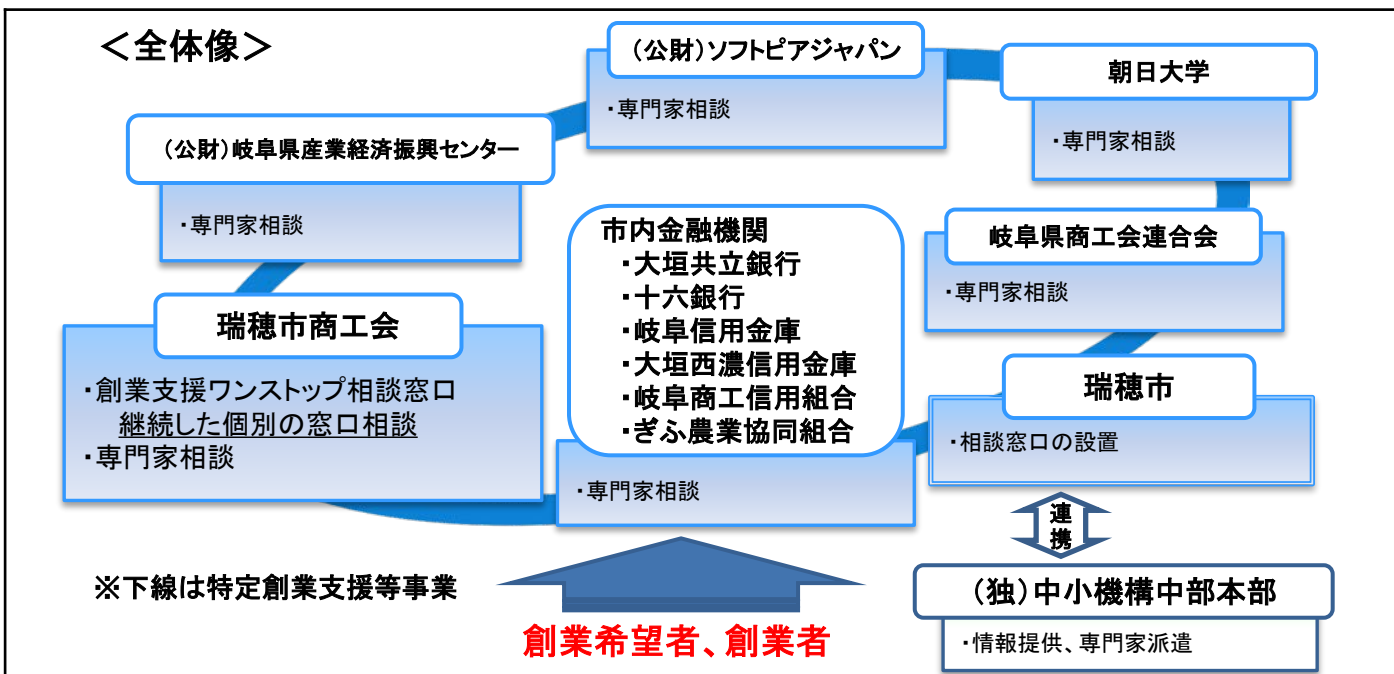 ＜全体像＞
（公財）ソフトピアジャパン
・専門家相談
朝日大学
・専門家相談
（公財）岐阜県産業経済振興センター
・専門家相談
岐阜県商工会連合会
・専門家相談
市内金融機関
・大垣共立銀行
・十六銀行
・岐阜信用金庫
・大垣西濃信用金庫
・岐阜商工信用組合
・ぎふ農業協同組合
・専門家相談
瑞穂市商工会
・創業支援ワンストップ相談窓口
継続した個別の窓口相談
・専門家相談
瑞穂市
・相談窓口の設置
連携
（独）中小機構中部本部
・情報提供、専門家派遣
※下線は特定創業支援等事業
創業希望者、創業者